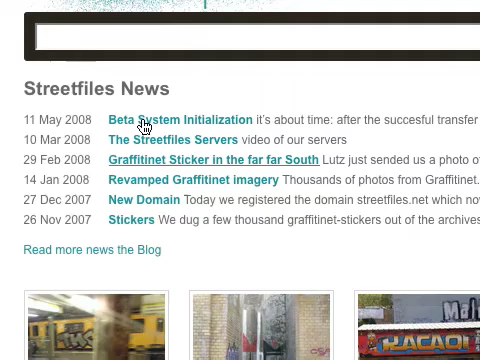 Streetfiles News
11 May 2008 Beta System Initialization it's about time: after the succesful transfer
10 Mar 2008 The Streetfiles Servers video of our servers
29 Feb 2008 Graffitinet Sticker in the far far South Lutz just sent us a photo o
14 Jan 2008 Revamped Graffitinet imagery Thousands of photos from Graffitinet.
27 Dec 2007 New Domain Today we registered the domain streetfiles.net which now
26 Nov 2007 Stickers We dug a few thousand graffitinet-stickers out of the archives
Read more news the Blog